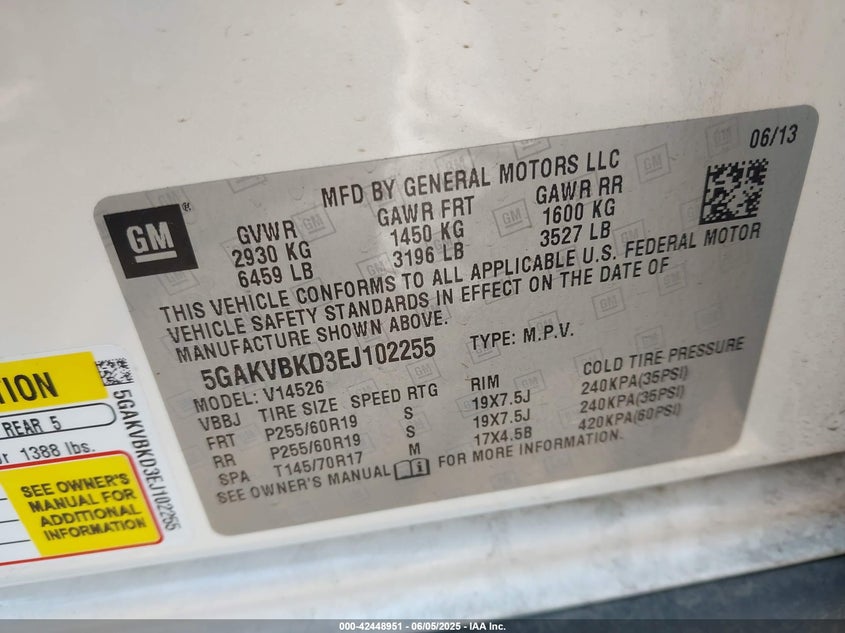 06/13
MFD BY GENERAL MOTORS LLC
GM ®
GVWR GAWR FRT GAWR RR
2930 KG 1450 KG 1600 KG
6459 LB 3196 LB 3527 LB
THIS VEHICLE CONFORMS TO ALL APPLICABLE U.S. FEDERAL MOTOR
VEHICLE SAFETY STANDARDS IN EFFECT ON THE DATE OF
MANUFACTURE SHOWN ABOVE.
5GAKVBKD3EJ102255 TYPE: M.P.V.
MODEL: V14526
VBBJ TIRE SIZE SPEED RTG RIM COLD TIRE PRESSURE
FRT P255/60R19 S 19X7.5J 240KPA(35PSI)
RR P255/60R19 S 19X7.5J 240KPA(35PSI)
SPA T145/70R17 M 17X4.5B 420KPA(60PSI)
SEE OWNER'S MANUAL FOR MORE INFORMATION.
TION
REAR 5
1388 lbs.
SEE OWNER'S
MANUAL FOR
ADDITIONAL
INFORMATION
5GAKVBKD3EJ102255
000-42448951 - 06/05/2025 - IAA Inc.